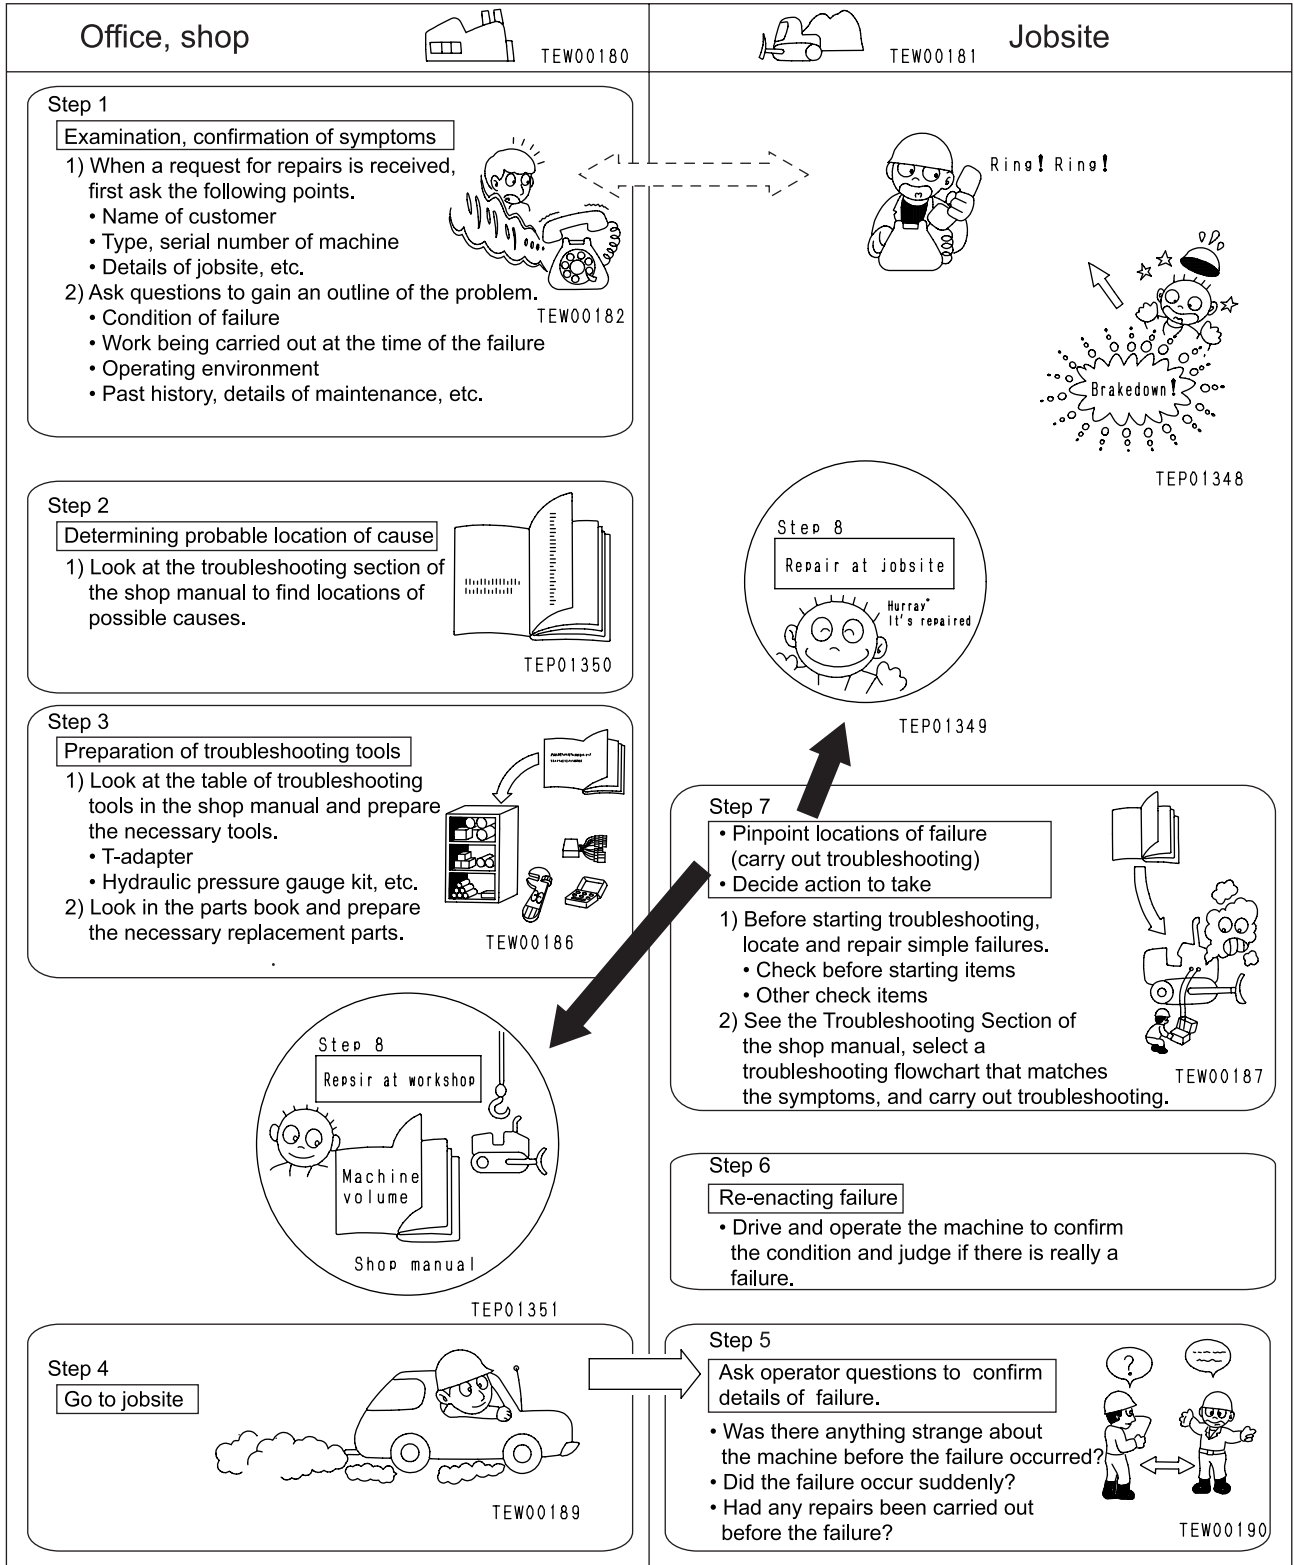 Office, shop
TEW00180
TEW00181
Jobsite
Step 1
Examination, confirmation of symptoms
1) When a request for repairs is received,
first ask the following points.
• Name of customer
• Type, serial number of machine
• Details of jobsite, etc.
2) Ask questions to gain an outline of the problem.
TEW00182
• Condition of failure
• Work being carried out at the time of the failure
• Operating environment
• Past history, details of maintenance, etc.
Ring! Ring!
Brakedown!
TEP01348
Step 2
Determining probable location of cause
1) Look at the troubleshooting section of
the shop manual to find locations of
possible causes.
TEP01350
Step 8
Repair at jobsite
Hurray"
It's repaired
TEP01349
Step 3
Preparation of troubleshooting tools
1) Look at the table of troubleshooting
tools in the shop manual and prepare
the necessary tools.
• T-adapter
• Hydraulic pressure gauge kit, etc.
2) Look in the parts book and prepare
the necessary replacement parts.
TEW00186
Step 7
• Pinpoint locations of failure
(carry out troubleshooting)
• Decide action to take
1) Before starting troubleshooting,
locate and repair simple failures.
• Check before starting items
• Other check items
2) See the Troubleshooting Section of
the shop manual, select a
troubleshooting flowchart that matches
the symptoms, and carry out troubleshooting.
TEW00187
Step 8
Repsir at workshop
Machine
volume
Shop manual
TEP01351
Step 6
Re-enacting failure
• Drive and operate the machine to confirm
the condition and judge if there is really a
failure.
Step 4
Go to jobsite
TEW00189
Step 5
Ask operator questions to confirm
details of failure.
?
• Was there anything strange about
the machine before the failure occurred?
• Did the failure occur suddenly?
• Had any repairs been carried out
before the failure?
TEW00190